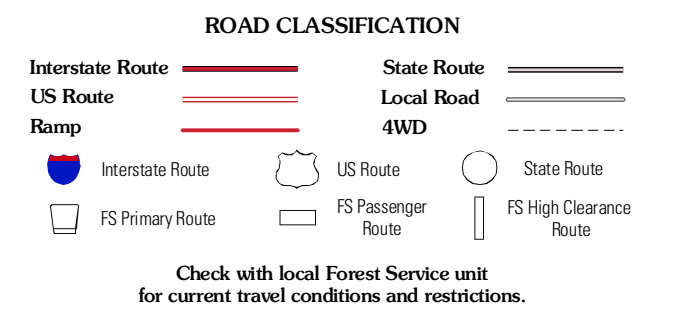 ROAD CLASSIFICATION
Interstate Route
State Route
US Route
Local Road
Ramp
4WD
Interstate Route
US Route
State Route
FS Primary Route
FS Passenger
Route
FS High Clearance
Route
Check with local Forest Service unit
for current travel conditions and restrictions.